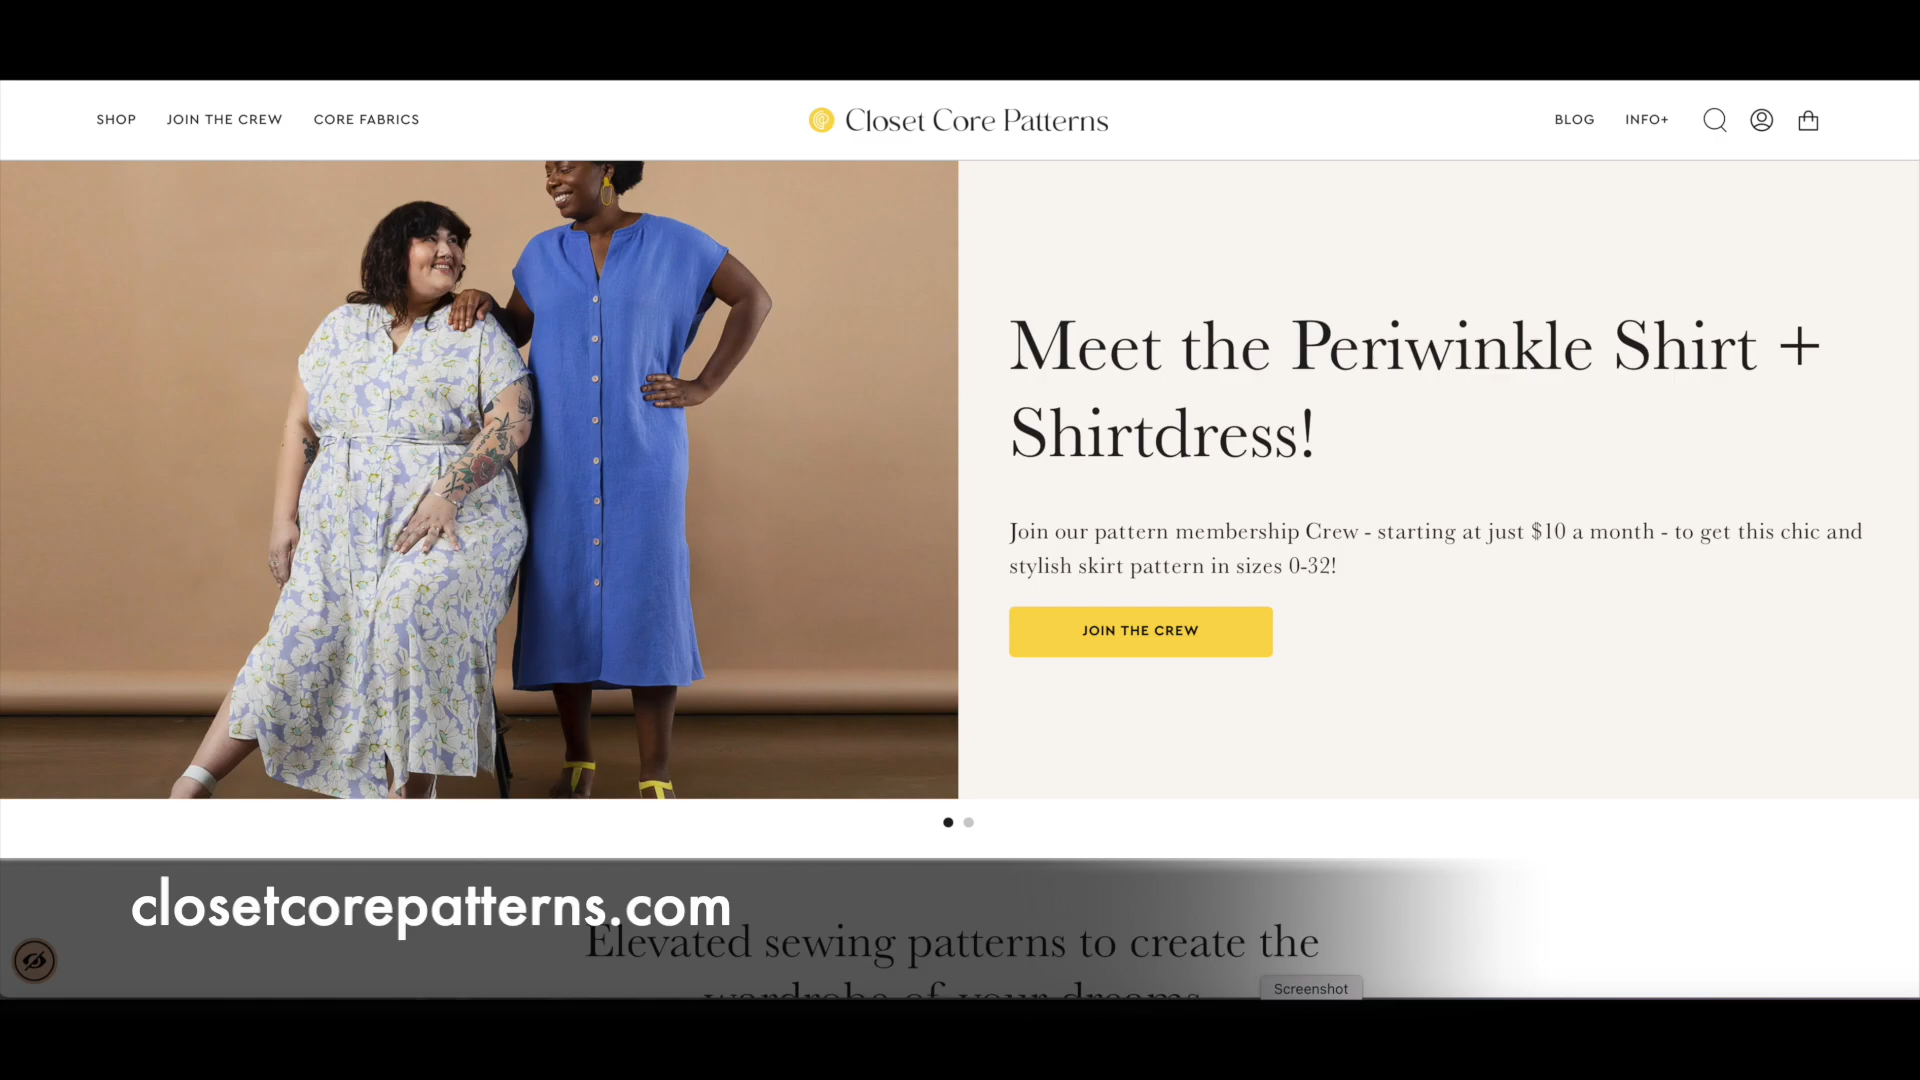 SHOP JOIN THE CREW CORE FABRICS Closet Core Patterns BLOG INFO+
Meet the Periwinkle Shirt +
Shirtdress!
Join our pattern membership Crew - starting at just $10 a month - to get this chic and
stylish skirt pattern in sizes 0-32!
JOIN THE CREW
closetcorepatterns.com
Elevated sewing patterns to create the
wardrobe of your dreams
Screenshot